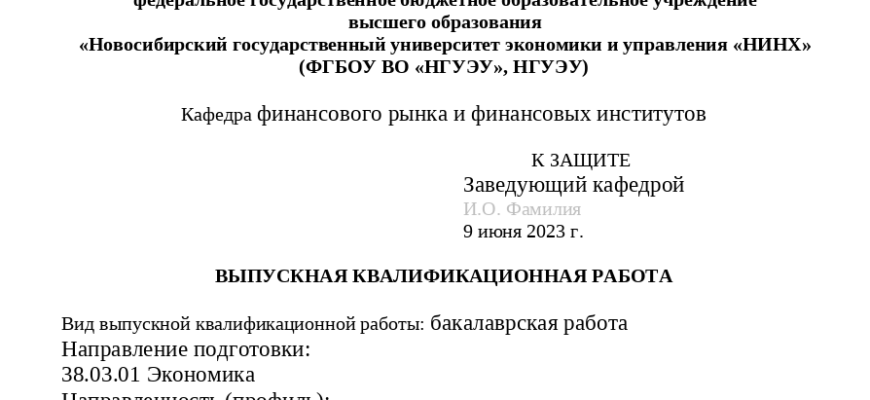 федеральное государственное бюджетное образовательное учреждение
высшего образования
«Новосибирский государственный университет экономики и управления «НИНХ»
(ФГБОУ ВО «НГУЭУ», НГУЭУ)
Кафедра финансового рынка и финансовых институтов
К ЗАЩИТЕ
Заведующий кафедрой
И.О. Фамилия
9 июня 2023 г.
ВЫПУСКНАЯ КВАЛИФИКАЦИОННАЯ РАБОТА
Вид выпускной квалификационной работы: бакалаврская работа
Направление подготовки:
38.03.01 Экономика
Направленность (профиль):